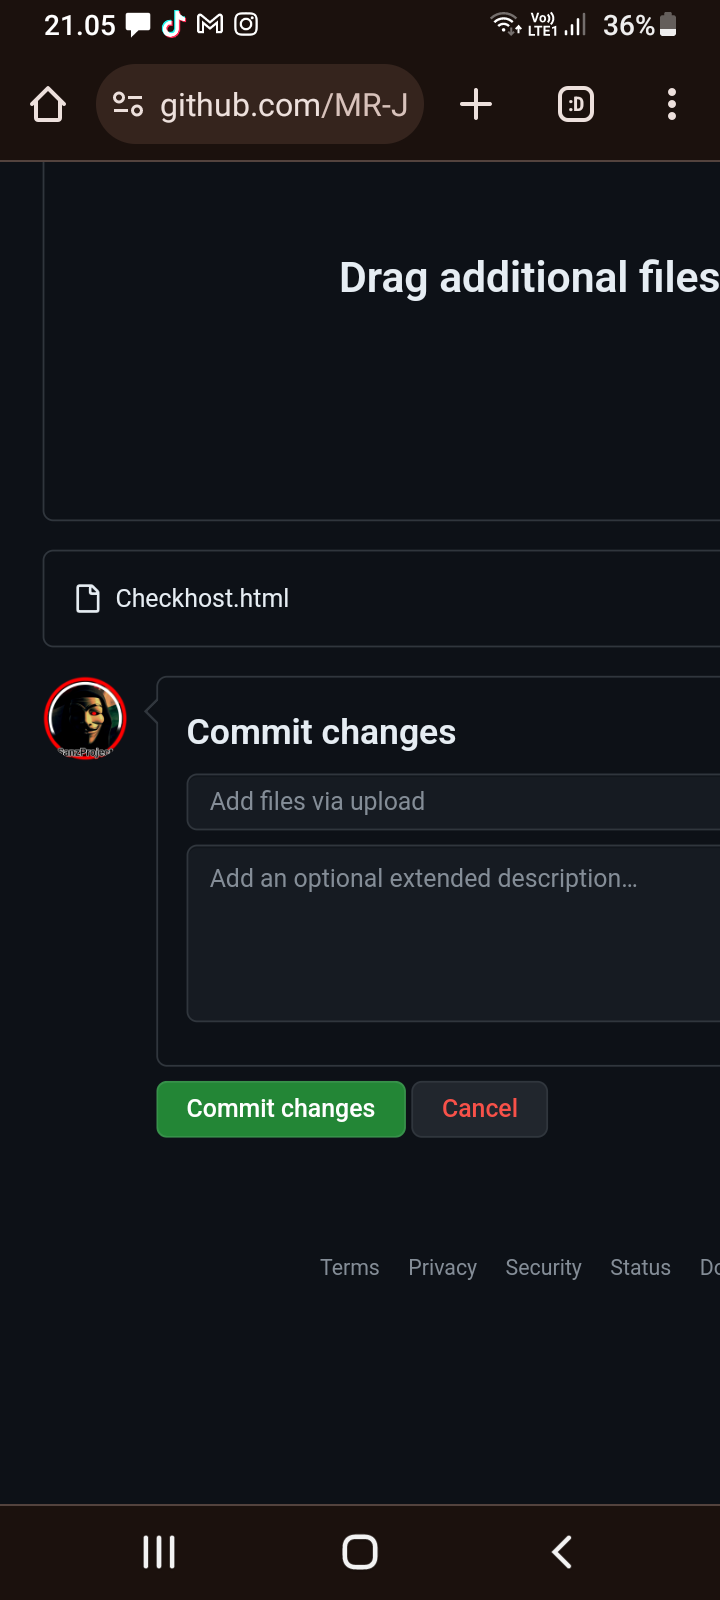 21.05
Vo))
LTE1
36%
github.com/MR-J
:D
Drag additional files
Checkhost.html
SanzProject
Commit changes
Add files via upload
Add an optional extended description…
Commit changes
Cancel
Terms Privacy Security Status Do